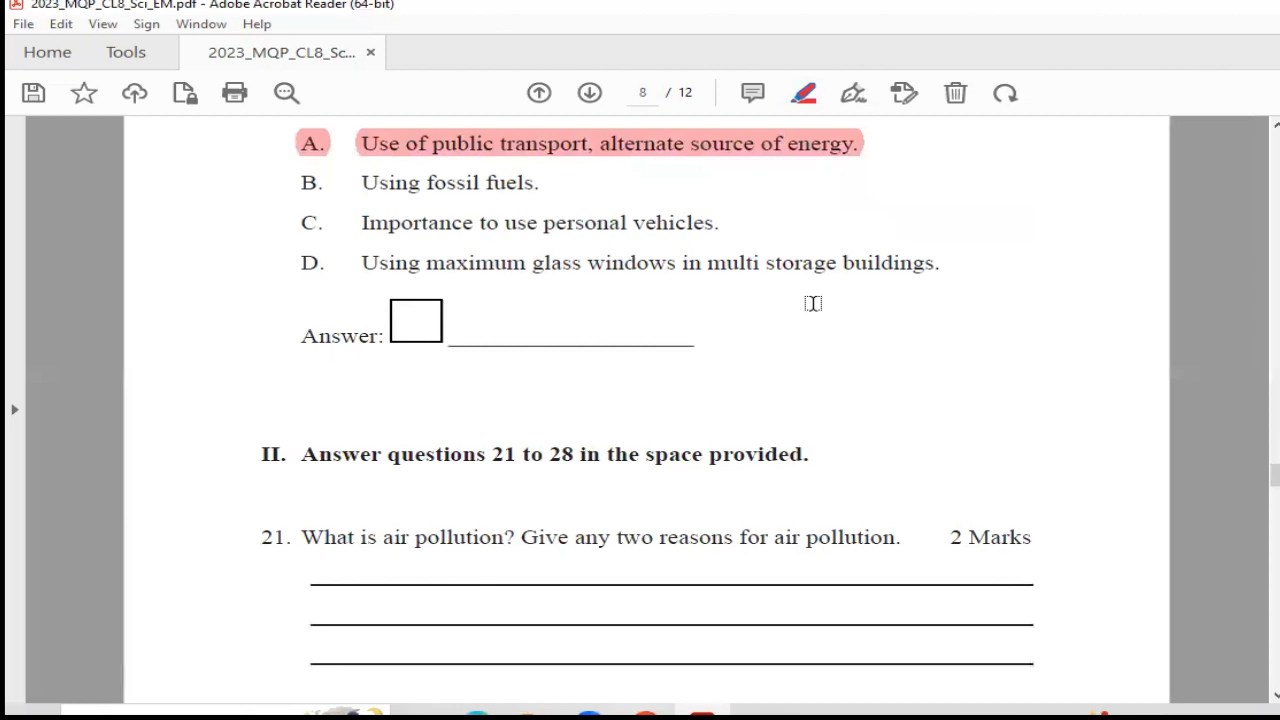 2023_MQP_CL8_Sci_EM.pdf - Adobe Acrobat Reader (64-bit)
File Edit View Sign Window Help
Home Tools 2023_MQP_CL8_Sc... ×
8 / 12
A. Use of public transport, alternate source of energy.
B. Using fossil fuels.
C. Importance to use personal vehicles.
D. Using maximum glass windows in multi storage buildings.
Answer:
II. Answer questions 21 to 28 in the space provided.
21. What is air pollution? Give any two reasons for air pollution. 2 Marks